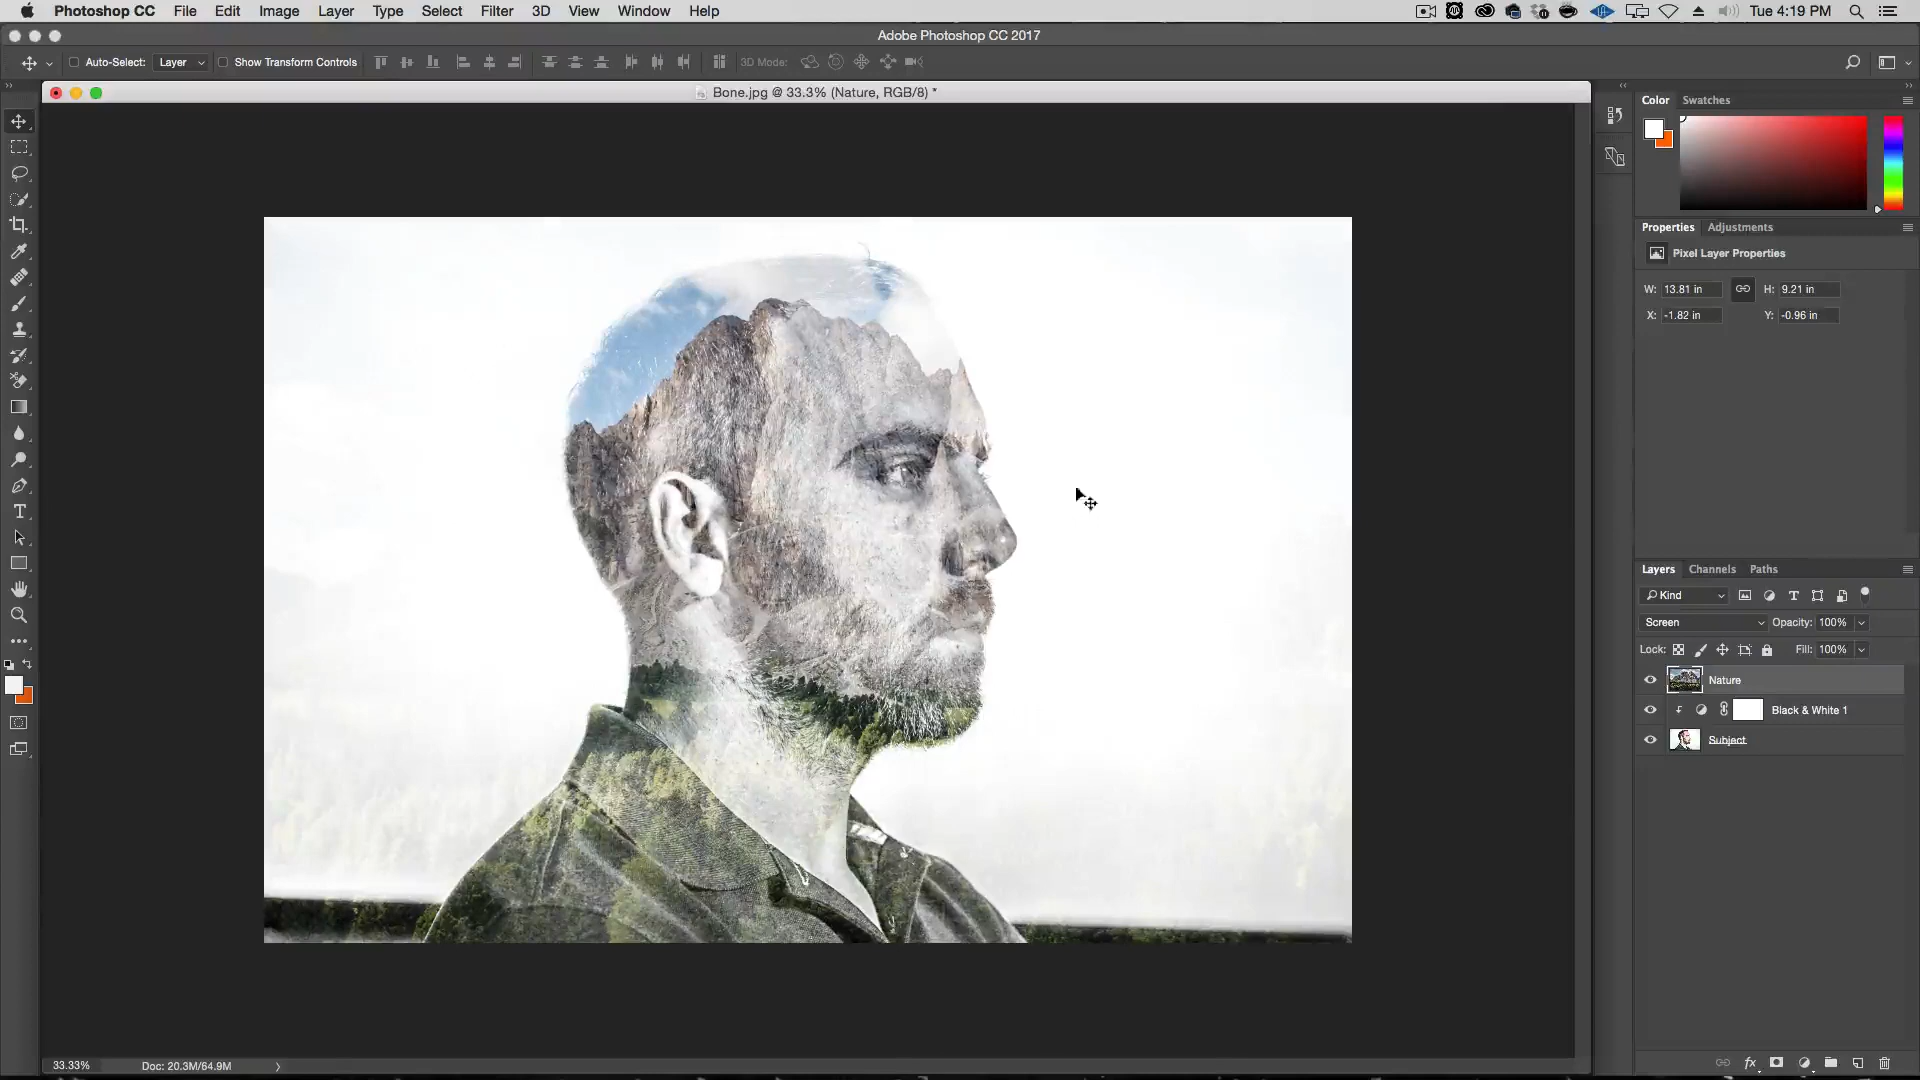 Photoshop CC File Edit Image Layer Type Select Filter 3D View Window Help Tue 4:19 PM
Adobe Photoshop CC 2017
Auto-Select: Layer Show Transform Controls 3D Mode:
Bone.jpg @ 33.3% (Nature, RGB/8) *
Color Swatches
Properties Adjustments
Pixel Layer Properties
W: 13.81 in H: 9.21 in
X: -1.82 in Y: -0.96 in
Layers Channels Paths
Kind
Screen Opacity: 100%
Lock: Fill: 100%
Nature
Black & White 1
Subject
33.33% Doc: 20.3M/64.9M